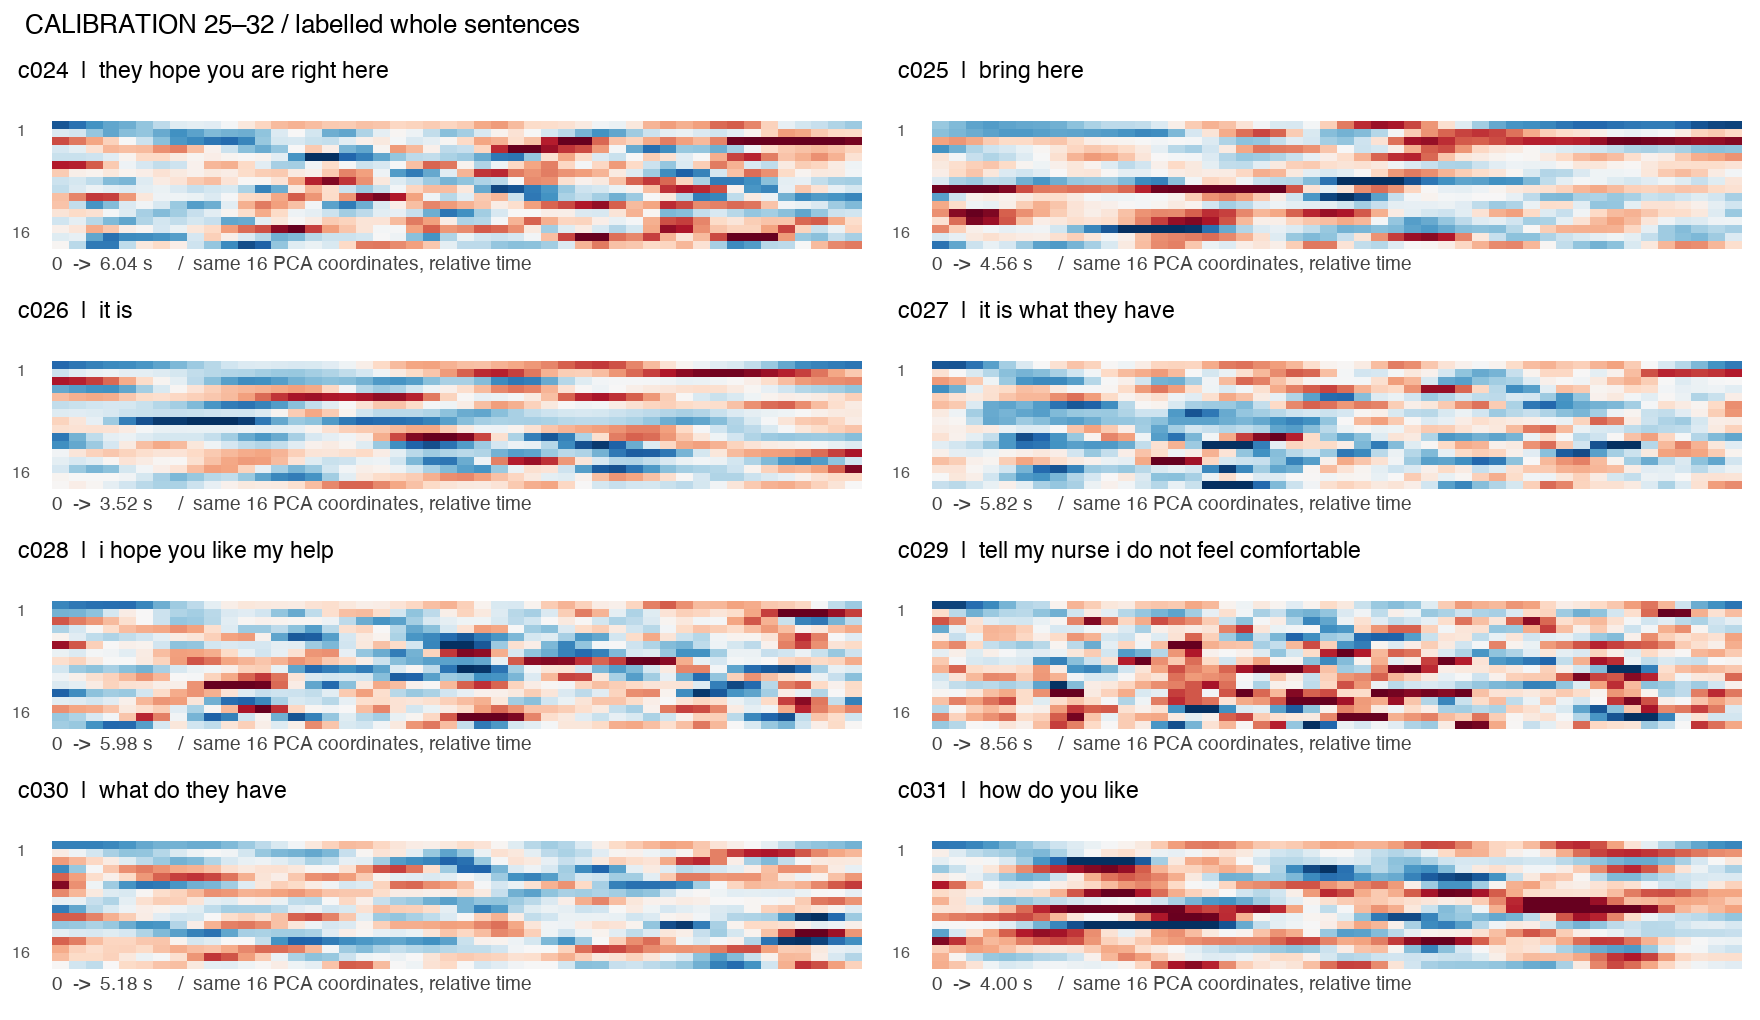 CALIBRATION 25–32 / labelled whole sentences
c024 | they hope you are right here
1
16
0 -> 6.04 s / same 16 PCA coordinates, relative time
c025 | bring here
1
16
0 -> 4.56 s / same 16 PCA coordinates, relative time
c026 | it is
1
16
0 -> 3.52 s / same 16 PCA coordinates, relative time
c027 | it is what they have
1
16
0 -> 5.82 s / same 16 PCA coordinates, relative time
c028 | i hope you like my help
1
16
0 -> 5.98 s / same 16 PCA coordinates, relative time
c029 | tell my nurse i do not feel comfortable
1
16
0 -> 8.56 s / same 16 PCA coordinates, relative time
c030 | what do they have
1
16
0 -> 5.18 s / same 16 PCA coordinates, relative time
c031 | how do you like
1
16
0 -> 4.00 s / same 16 PCA coordinates, relative time